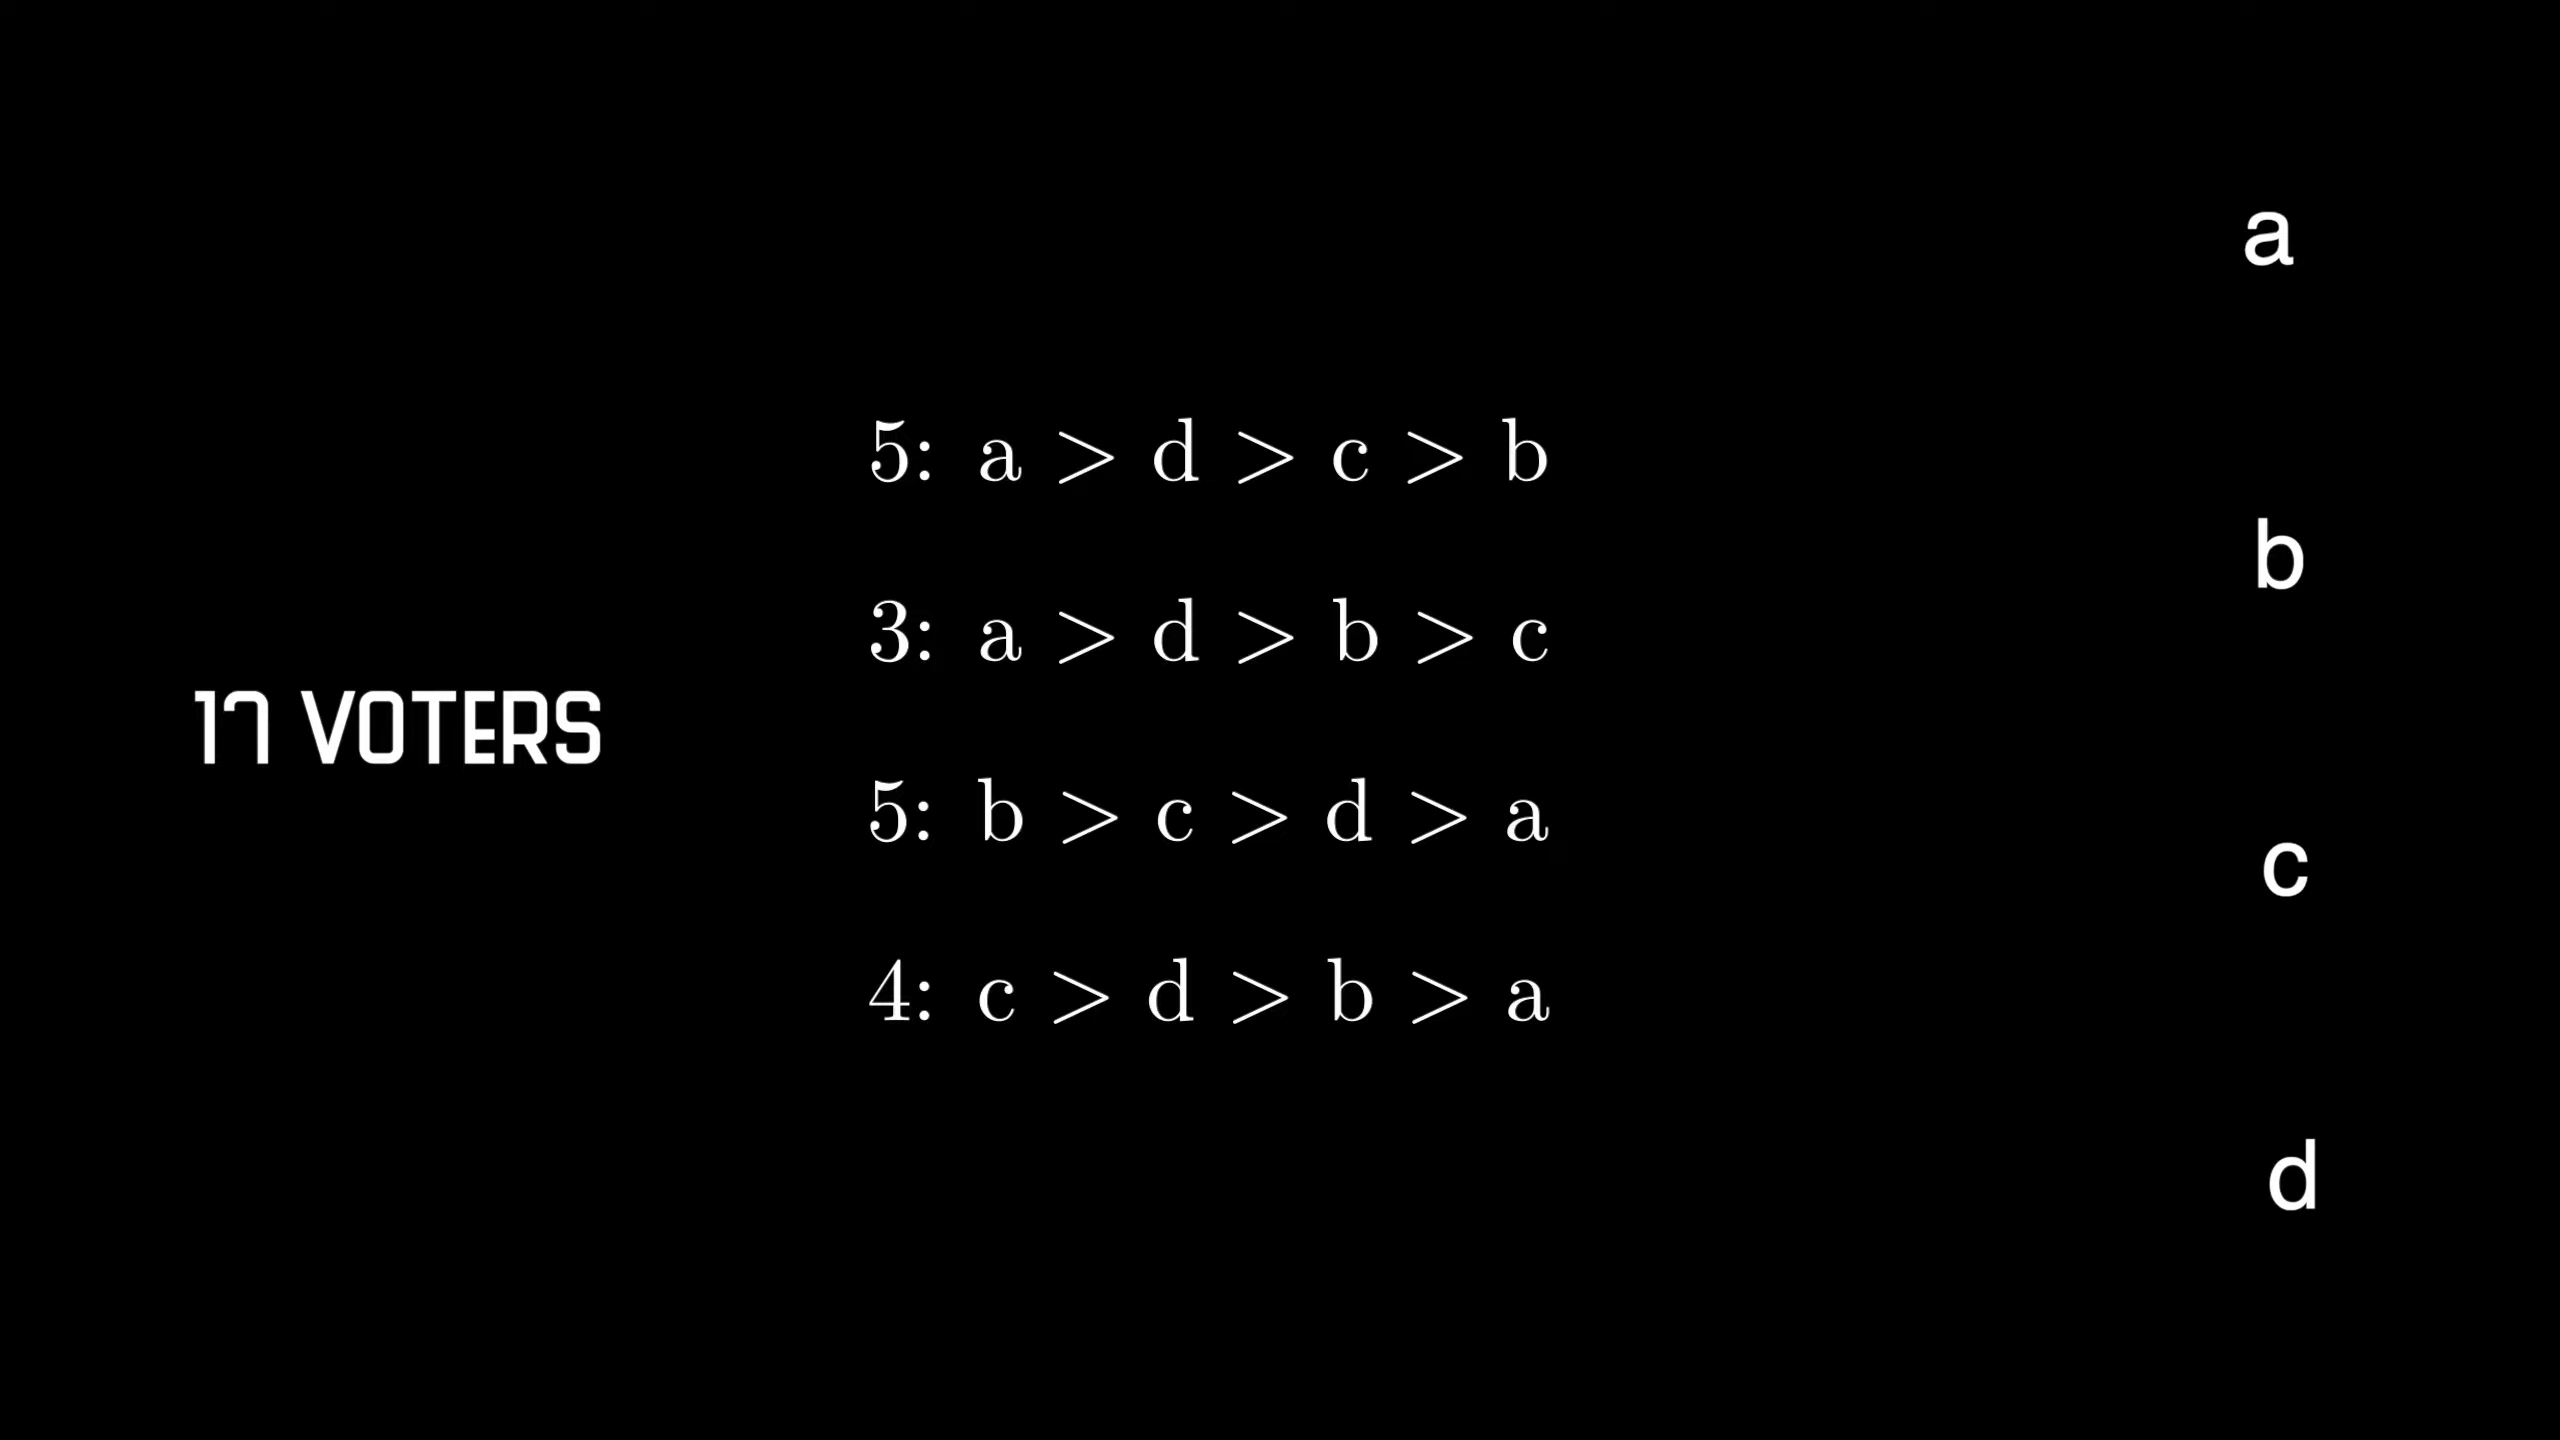 17 VOTERS
5: a > d > c > b
3: a > d > b > c
5: b > c > d > a
4: c > d > b > a
a
b
c
d